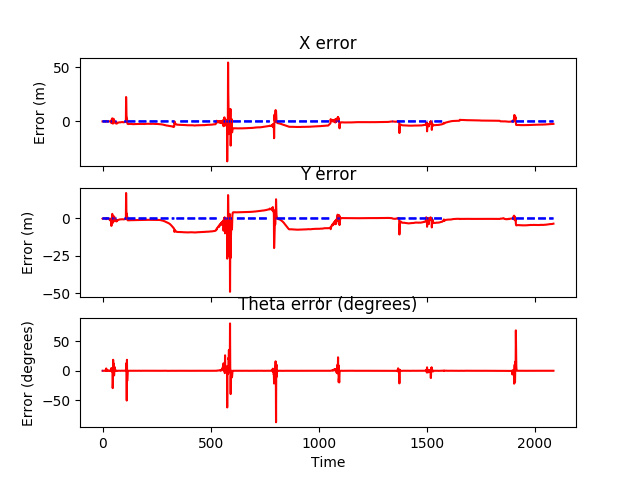 X error
50
0
Error (m)
Y error
0
−25
−50
Error (m)
Theta error (degrees)
50
0
−50
Error (degrees)
0 500 1000 1500 2000
Time